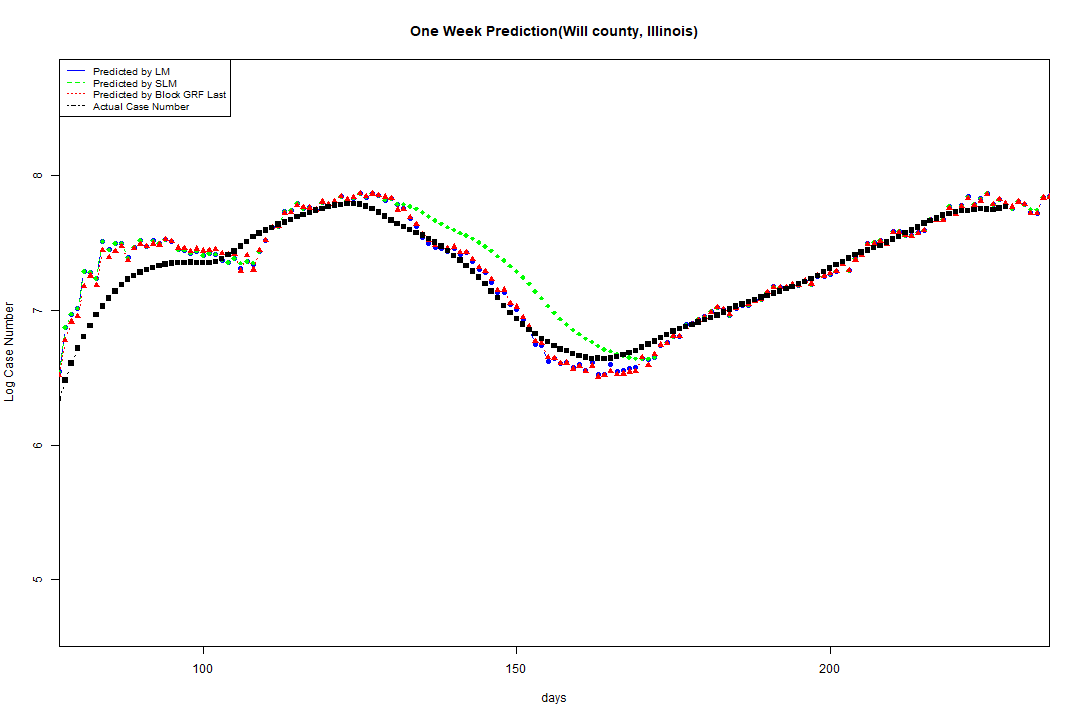 One Week Prediction(Will county, Illinois)
Predicted by LM
Predicted by SLM
Predicted by Block GRF Last
Actual Case Number
8
7
6
5
Log Case Number
100 150 200
days